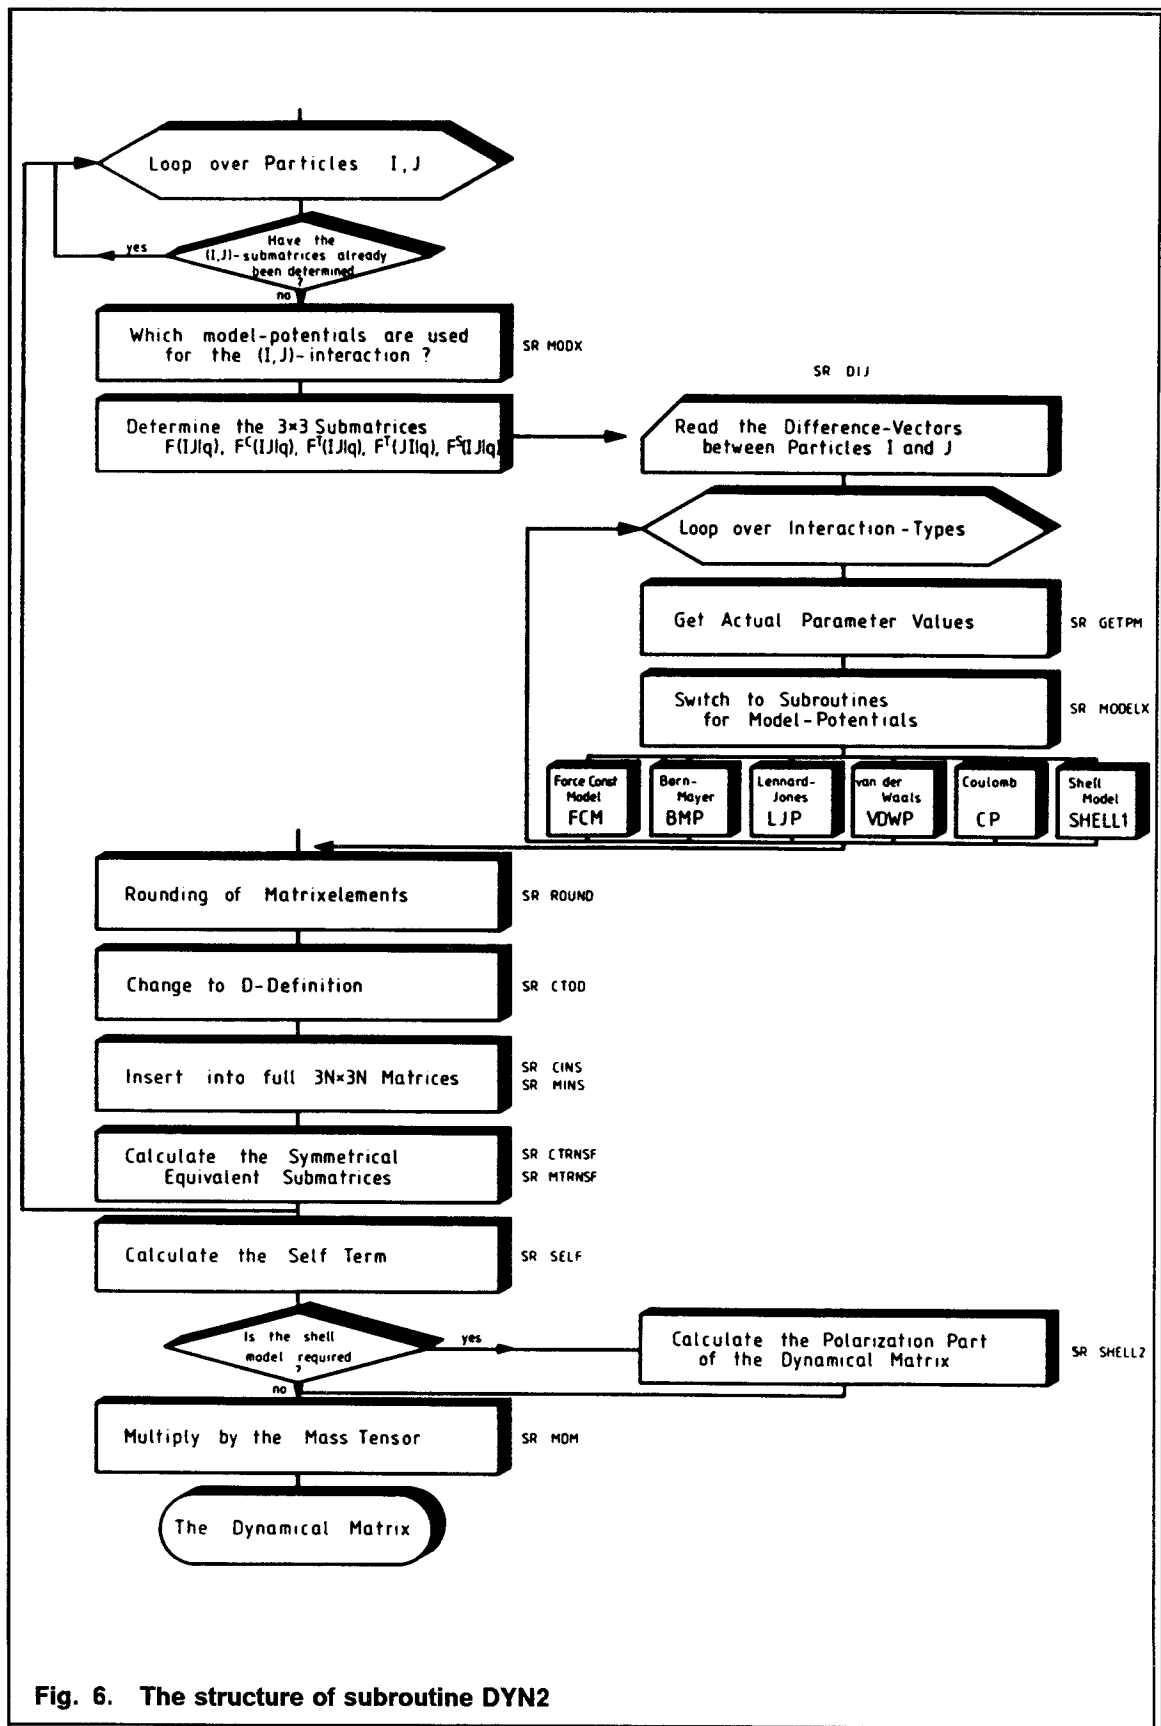 Loop over Particles I,J
Have the
(I,J)-submatrices already
been determined
?
yes
no
Which model-potentials are used
for the (I,J)-interaction ?
SR MODX
Determine the 3×3 Submatrices
F(IJ|q), F^C(IJ|q), F^T(IJ|q), F^T(JI|q), F^S(IJ|q)
SR DIJ
Read the Difference-Vectors
between Particles I and J
Loop over Interaction-Types
Get Actual Parameter Values
SR GETPM
Switch to Subroutines
for Model-Potentials
SR MODELX
Force Const
Model
FCM
Born-
Mayer
BMP
Lennard-
Jones
LJP
van der
Waals
VDWP
Coulomb
CP
Shell
Model
SHELL1
Rounding of Matrixelements
SR ROUND
Change to D-Definition
SR CTOD
Insert into full 3N×3N Matrices
SR CINS
SR MINS
Calculate the Symmetrical
Equivalent Submatrices
SR CTRNSF
SR MTRNSF
Calculate the Self Term
SR SELF
Is the shell
model required
?
yes
no
Calculate the Polarization Part
of the Dynamical Matrix
SR SHELL2
Multiply by the Mass Tensor
SR MDM
The Dynamical Matrix
Fig. 6. The structure of subroutine DYN2